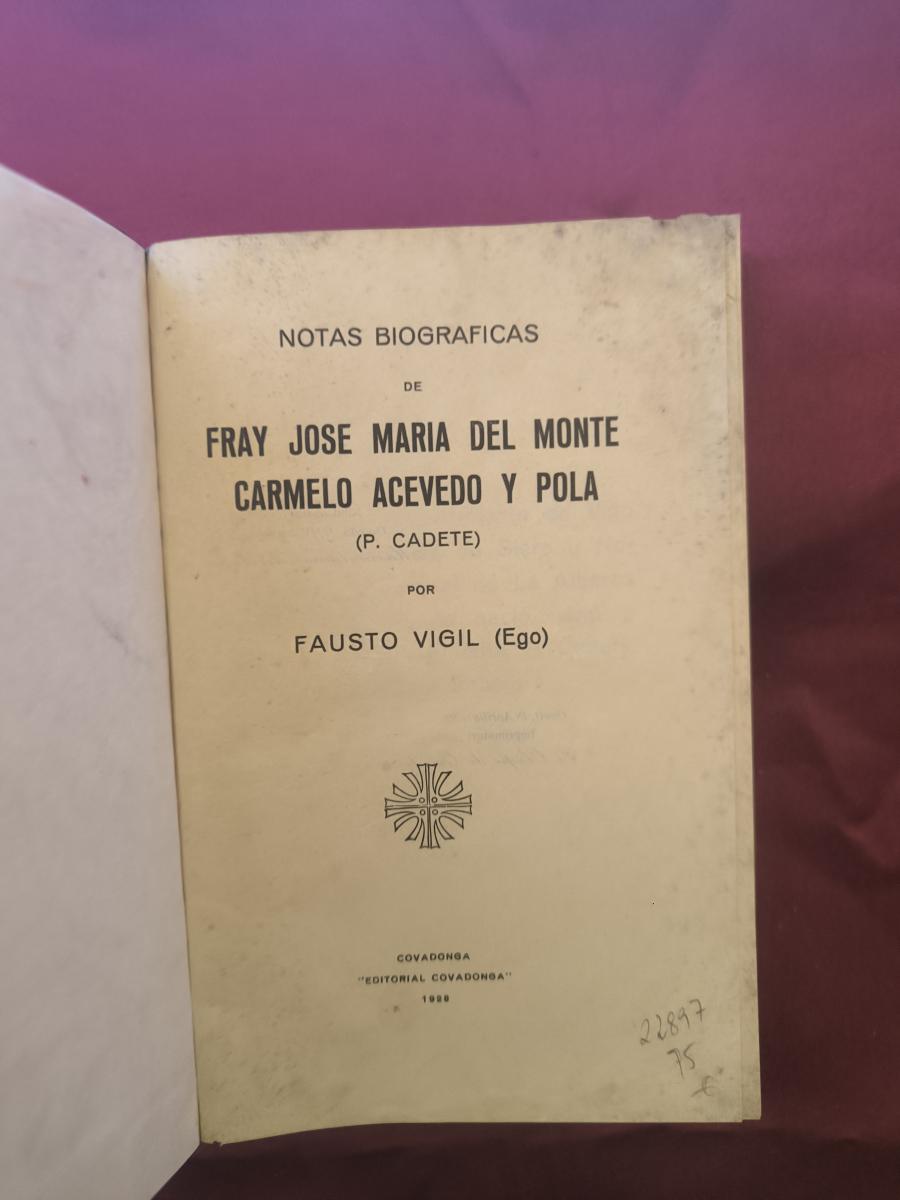 NOTAS BIOGRAFICAS
DE
FRAY JOSE MARIA DEL MONTE
CARMELO ACEVEDO Y POLA
(P. CADETE)
POR
FAUSTO VIGIL (Ego)
COVADONGA
"EDITORIAL COVADONGA"
1928
22897
75
€